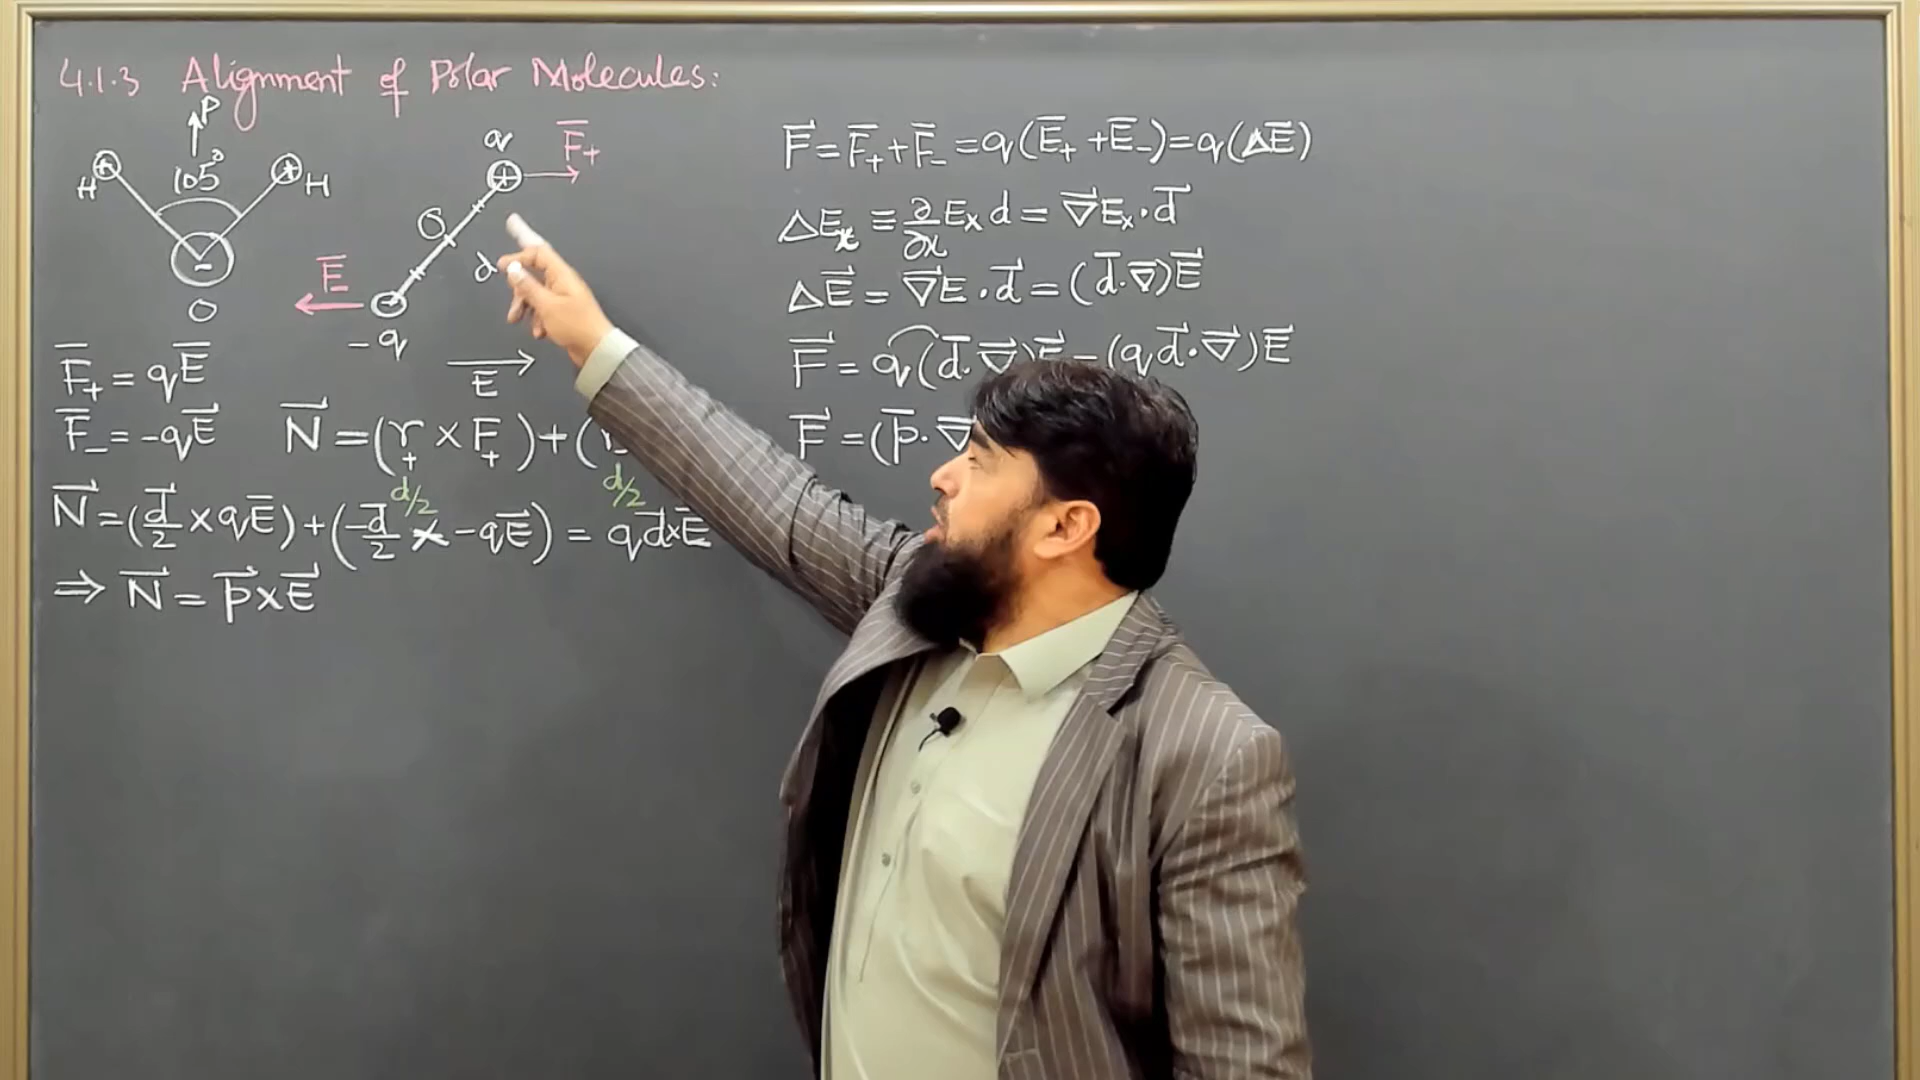 4.1.3 Alignment of Polar Molecules:
P
105°
H H
-
O
q
+
F⃗₊
O
d
E⃗
-q
E⃗
F⃗₊ = qE⃗
F⃗₋ = -qE⃗
N⃗ = (r₊ × F₊) + (
d/2 d/2
N⃗ = (d⃗/2 × qE⃗) + (-d⃗/2 × -qE⃗) = qd⃗×E⃗
⇒ N⃗ = p⃗×E⃗
F⃗ = F⃗₊ + F⃗₋ = q(E⃗₊ + E⃗₋) = q(ΔE⃗)
ΔEₓ ≡ ∂/∂x Eₓ d = ∇⃗Eₓ · d⃗
ΔE⃗ = ∇⃗E · d⃗ = (d⃗·∇⃗)E⃗
F⃗ = q(d⃗·∇⃗)E⃗ = (qd⃗·∇⃗)E⃗
F⃗ = (p⃗·∇⃗